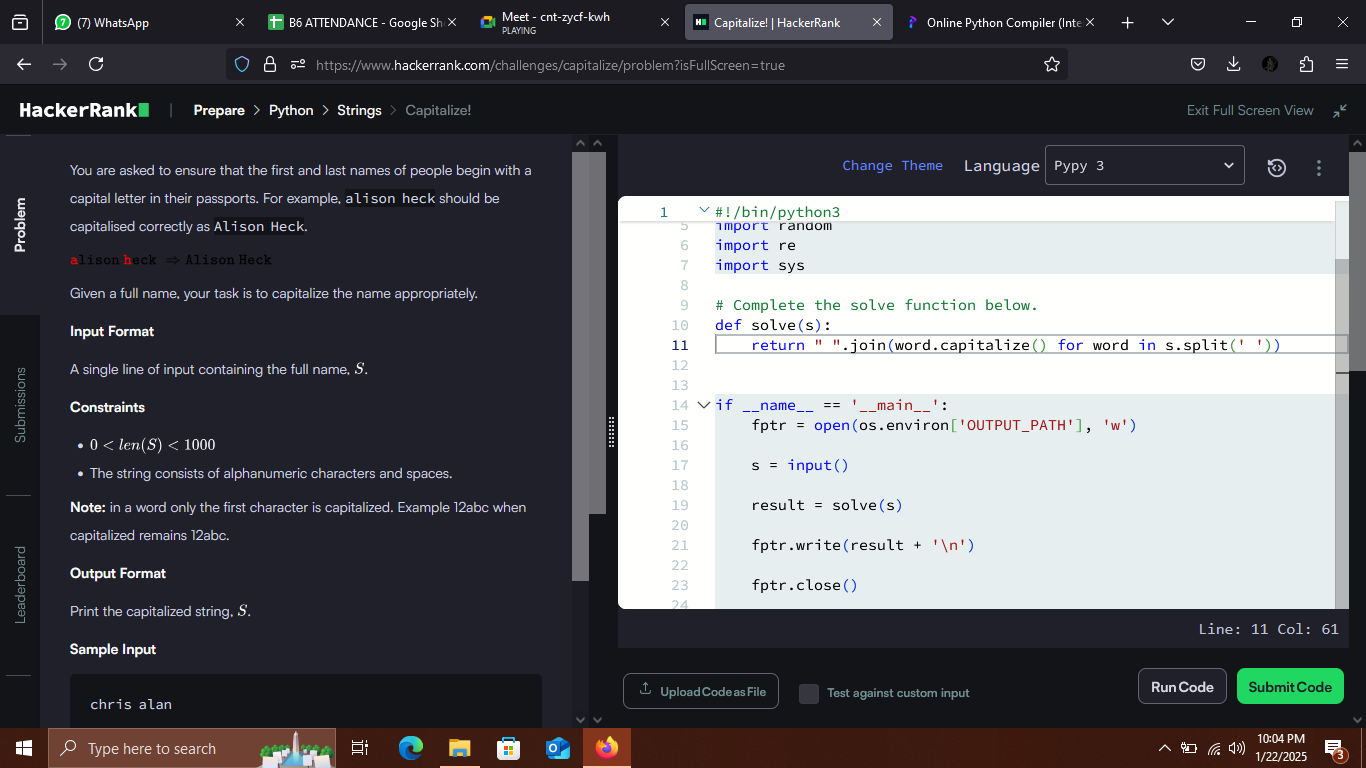 (7) WhatsApp
B6 ATTENDANCE - Google Sh
Meet - cnt-zycf-kwh
PLAYING
Capitalize! | HackerRank
Online Python Compiler (Inte
https://www.hackerrank.com/challenges/capitalize/problem?isFullScreen=true
HackerRank
Prepare > Python > Strings > Capitalize!
Exit Full Screen View
Problem
Submissions
Leaderboard
You are asked to ensure that the first and last names of people begin with a
capital letter in their passports. For example, alison heck should be
capitalised correctly as Alison Heck.
alison heck ⇒ Alison Heck
Given a full name, your task is to capitalize the name appropriately.
Input Format
A single line of input containing the full name, S.
Constraints
• 0 < len(S) < 1000
• The string consists of alphanumeric characters and spaces.
Note: in a word only the first character is capitalized. Example 12abc when
capitalized remains 12abc.
Output Format
Print the capitalized string, S.
Sample Input
chris alan
Change Theme
Language
Pypy 3
1 #!/bin/python3
5 import random
6 import re
7 import sys
8
9 # Complete the solve function below.
10 def solve(s):
11 return " ".join(word.capitalize() for word in s.split(' '))
12
13
14 if __name__ == '__main__':
15 fptr = open(os.environ['OUTPUT_PATH'], 'w')
16
17 s = input()
18
19 result = solve(s)
20
21 fptr.write(result + '\n')
22
23 fptr.close()
24
Line: 11 Col: 61
Upload Code as File
Test against custom input
Run Code
Submit Code
Type here to search
10:04 PM
1/22/2025
3